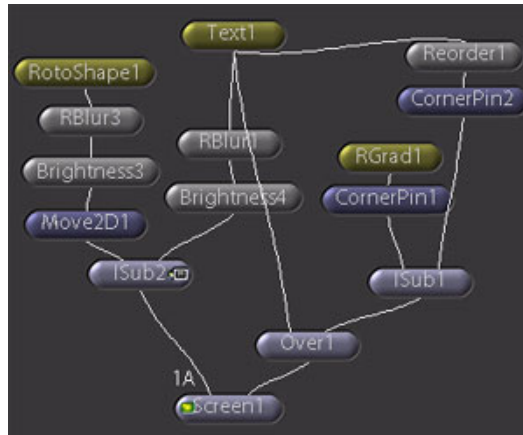 Text1
Reorder1
RotoShape1
CornerPin2
RBlur3
RBlur1
RGrad1
Brightness3
Brightness4
CornerPin1
Move2D1
ISub2
ISub1
Over1
1A
Screen1